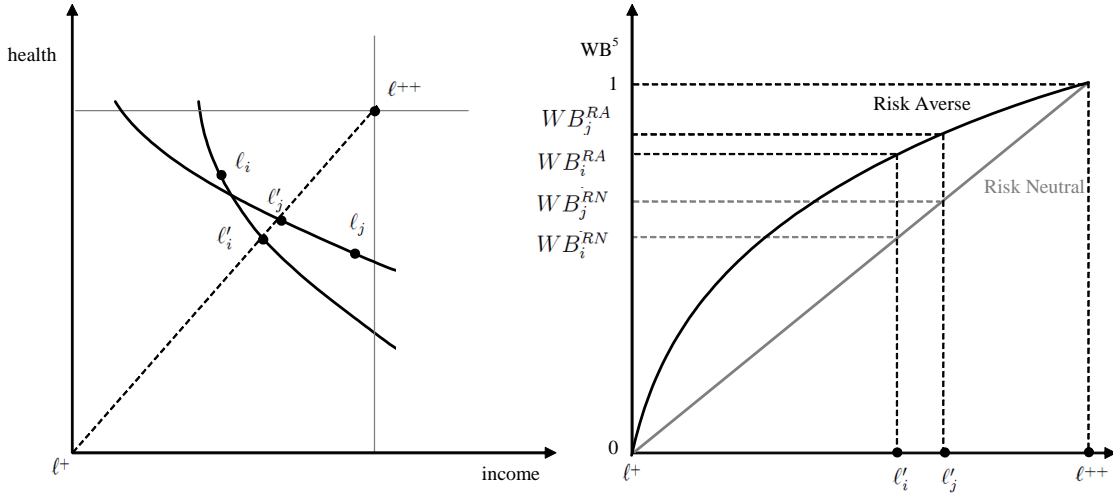 health
ℓ⁺⁺
ℓᵢ
ℓ′ⱼ
ℓⱼ
ℓ′ᵢ
ℓ⁺
income
WB⁵
1
Risk Averse
WBⱼᴿᴬ
WBᵢᴿᴬ
Risk Neutral
WBⱼᴿᴺ
WBᵢᴿᴺ
0
ℓ⁺
ℓ′ᵢ
ℓ′ⱼ
ℓ⁺⁺